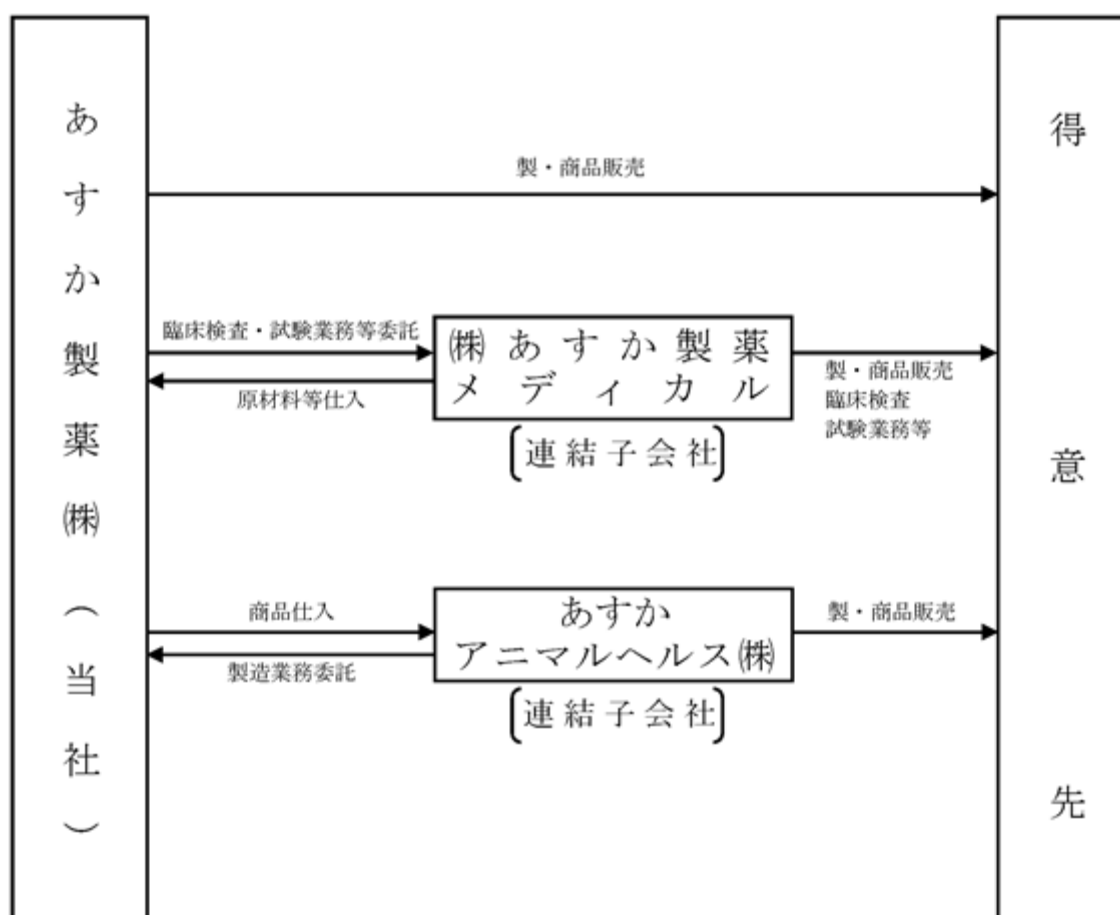 あすか製薬㈱（当社）
製・商品販売
臨床検査・試験業務等委託
原材料等仕入
㈱あすか製薬
メディカル
〔連結子会社〕
製・商品販売
臨床検査
試験業務等
商品仕入
製造業務委託
あすか
アニマルヘルス㈱
〔連結子会社〕
製・商品販売
得意先